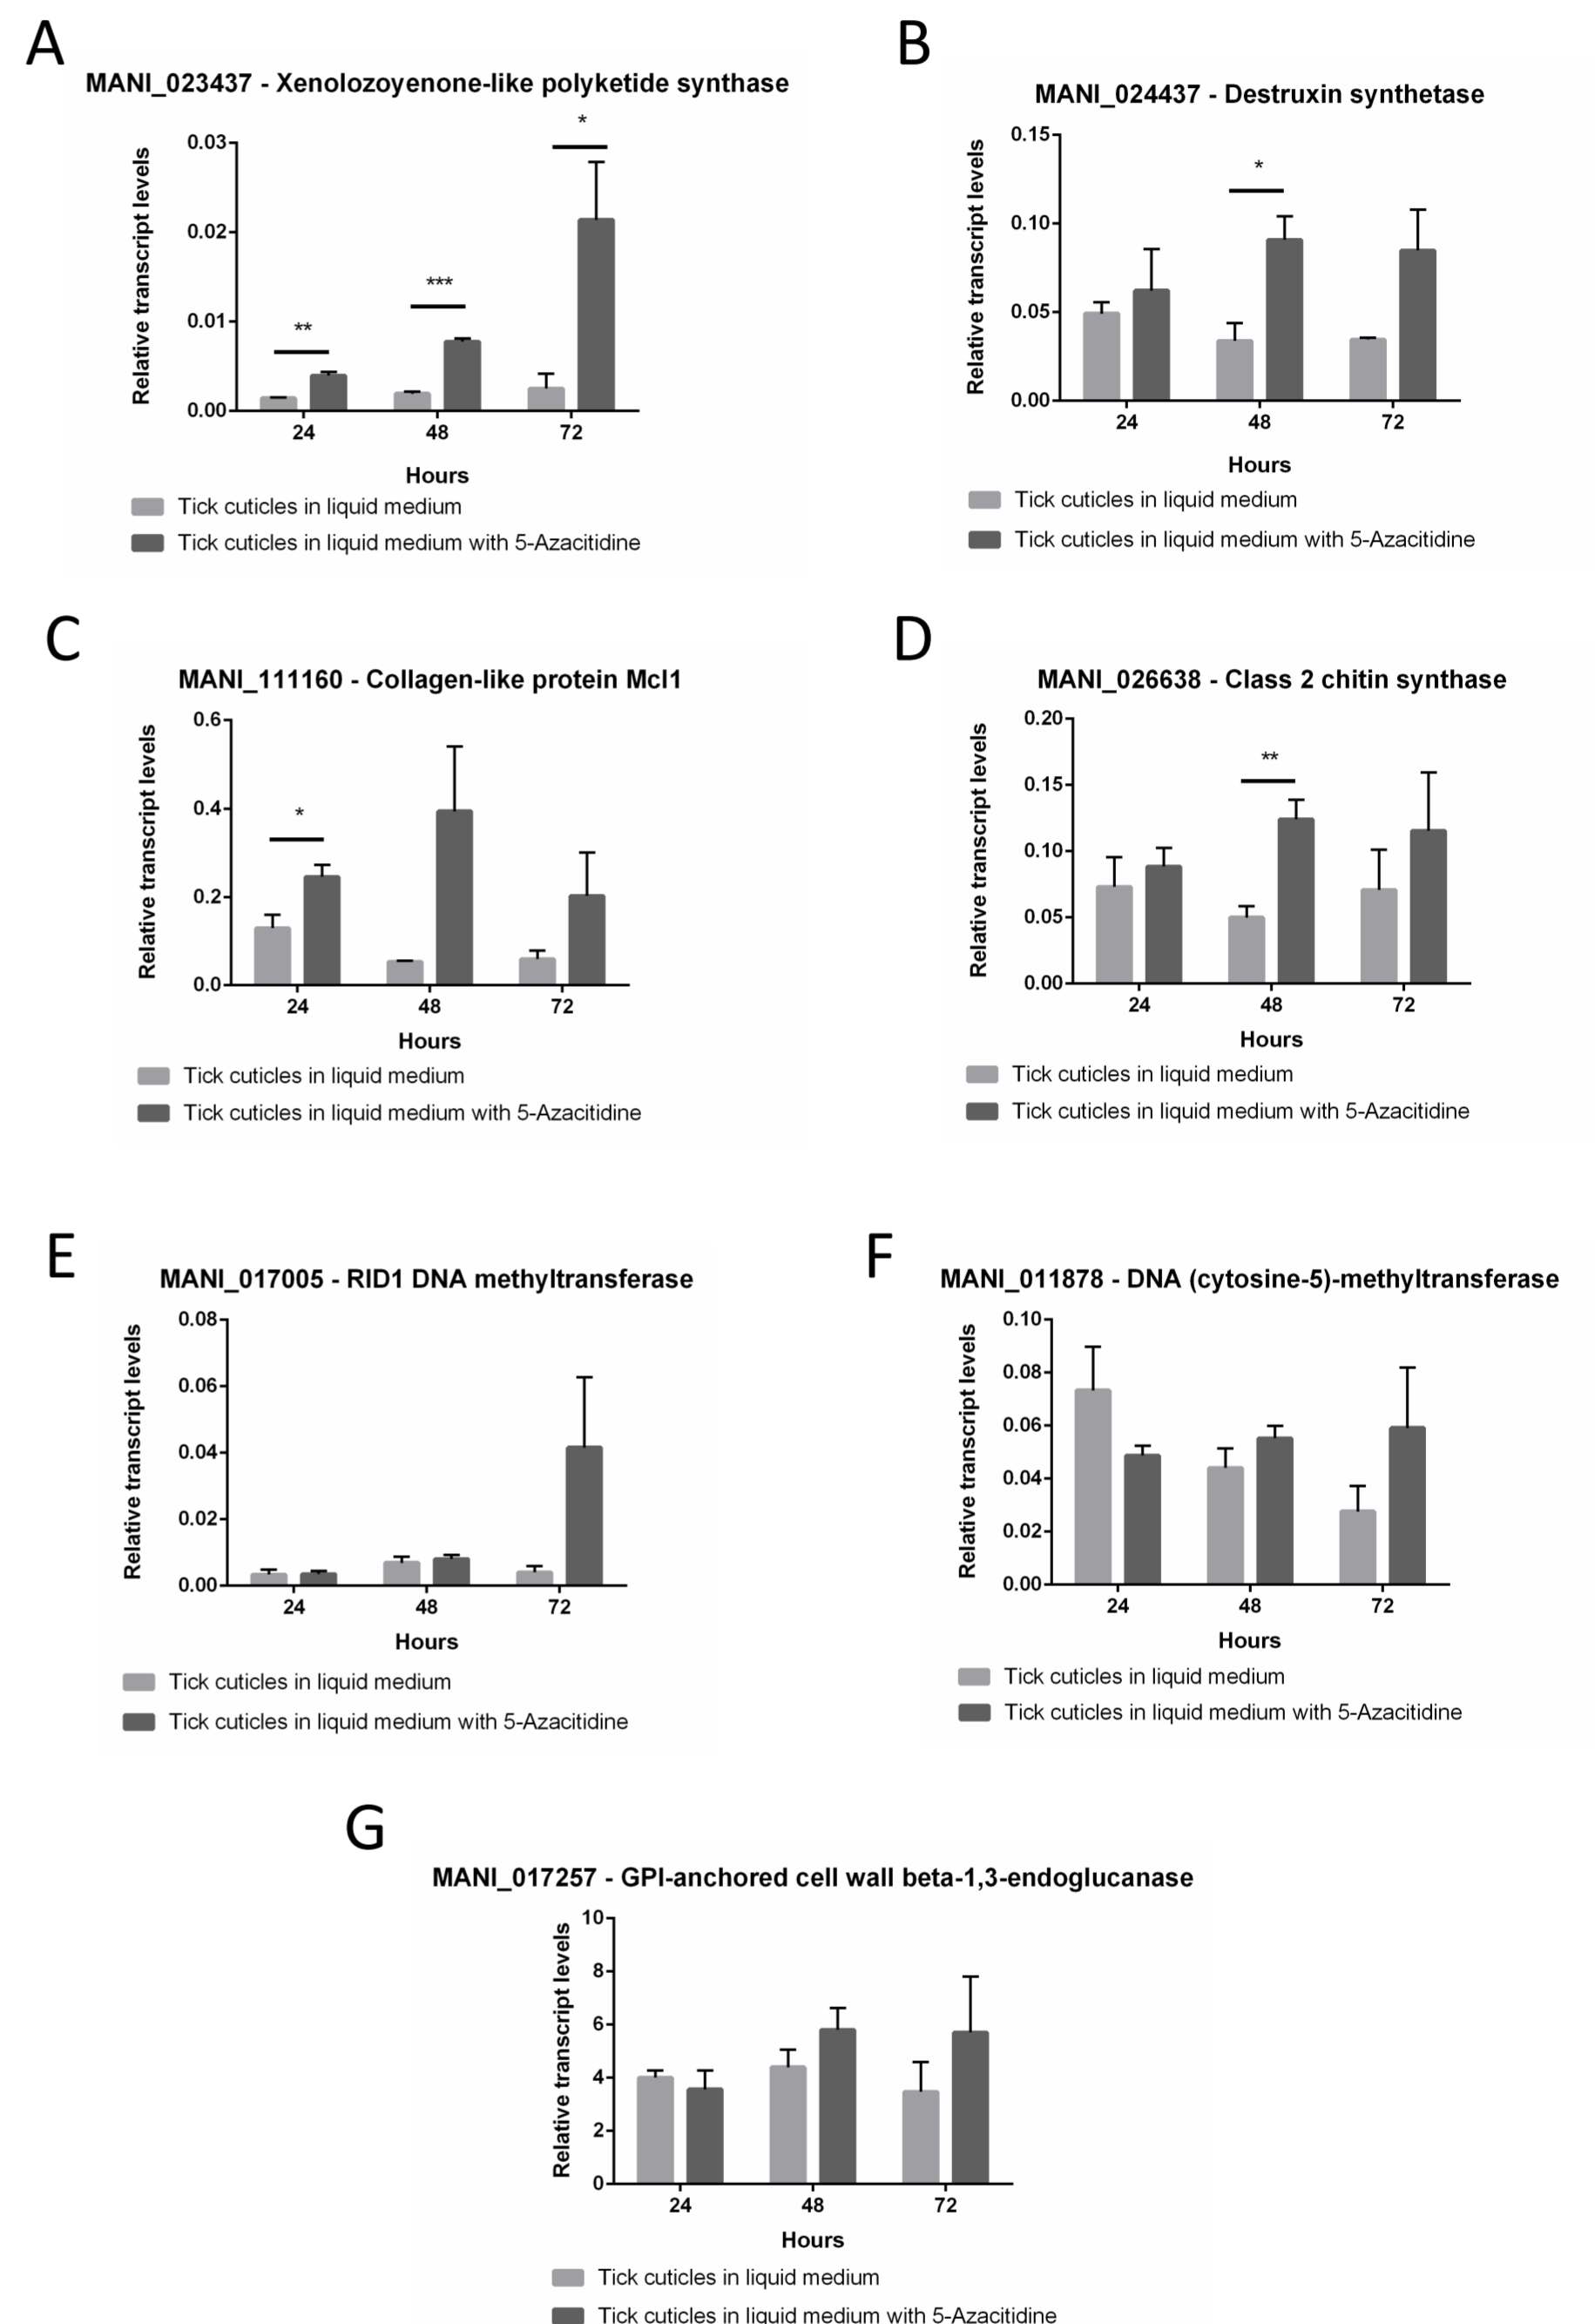 A
MANI_023437 - Xenolozoyenone-like polyketide synthase
Relative transcript levels
0.03
0.02
0.01
0.00
**
***
*
24 48 72
Hours
Tick cuticles in liquid medium
Tick cuticles in liquid medium with 5-Azacitidine
B
MANI_024437 - Destruxin synthetase
Relative transcript levels
0.15
0.10
0.05
0.00
*
24 48 72
Hours
Tick cuticles in liquid medium
Tick cuticles in liquid medium with 5-Azacitidine
C
MANI_111160 - Collagen-like protein Mcl1
Relative transcript levels
0.6
0.4
0.2
0.0
*
24 48 72
Hours
Tick cuticles in liquid medium
Tick cuticles in liquid medium with 5-Azacitidine
D
MANI_026638 - Class 2 chitin synthase
Relative transcript levels
0.20
0.15
0.10
0.05
0.00
**
24 48 72
Hours
Tick cuticles in liquid medium
Tick cuticles in liquid medium with 5-Azacitidine
E
MANI_017005 - RID1 DNA methyltransferase
Relative transcript levels
0.08
0.06
0.04
0.02
0.00
24 48 72
Hours
Tick cuticles in liquid medium
Tick cuticles in liquid medium with 5-Azacitidine
F
MANI_011878 - DNA (cytosine-5)-methyltransferase
Relative transcript levels
0.10
0.08
0.06
0.04
0.02
0.00
24 48 72
Hours
Tick cuticles in liquid medium
Tick cuticles in liquid medium with 5-Azacitidine
G
MANI_017257 - GPI-anchored cell wall beta-1,3-endoglucanase
Relative transcript levels
10
8
6
4
2
0
24 48 72
Hours
Tick cuticles in liquid medium
Tick cuticles in liquid medium with 5-Azacitidine